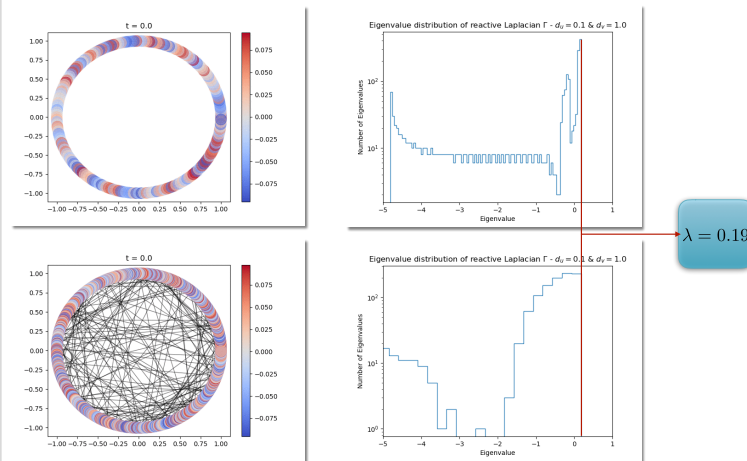 t = 0.0
1.00
0.75
0.50
0.25
0.00
−0.25
−0.50
−0.75
−1.00
−1.00 −0.75 −0.50 −0.25 0.00 0.25 0.50 0.75 1.00
0.075
0.050
0.025
0.000
−0.025
−0.050
−0.075
Eigenvalue distribution of reactive Laplacian Γ - dᵤ = 0.1 & dᵥ = 1.0
Number of Eigenvalues
10²
10¹
−5 −4 −3 −2 −1 0 1
Eigenvalue
λ = 0.19
t = 0.0
1.00
0.75
0.50
0.25
0.00
−0.25
−0.50
−0.75
−1.00
−1.00 −0.75 −0.50 −0.25 0.00 0.25 0.50 0.75 1.00
0.075
0.050
0.025
0.000
−0.025
−0.050
−0.075
Eigenvalue distribution of reactive Laplacian Γ - dᵤ = 0.1 & dᵥ = 1.0
Number of Eigenvalues
10²
10¹
10⁰
−5 −4 −3 −2 −1 0 1
Eigenvalue